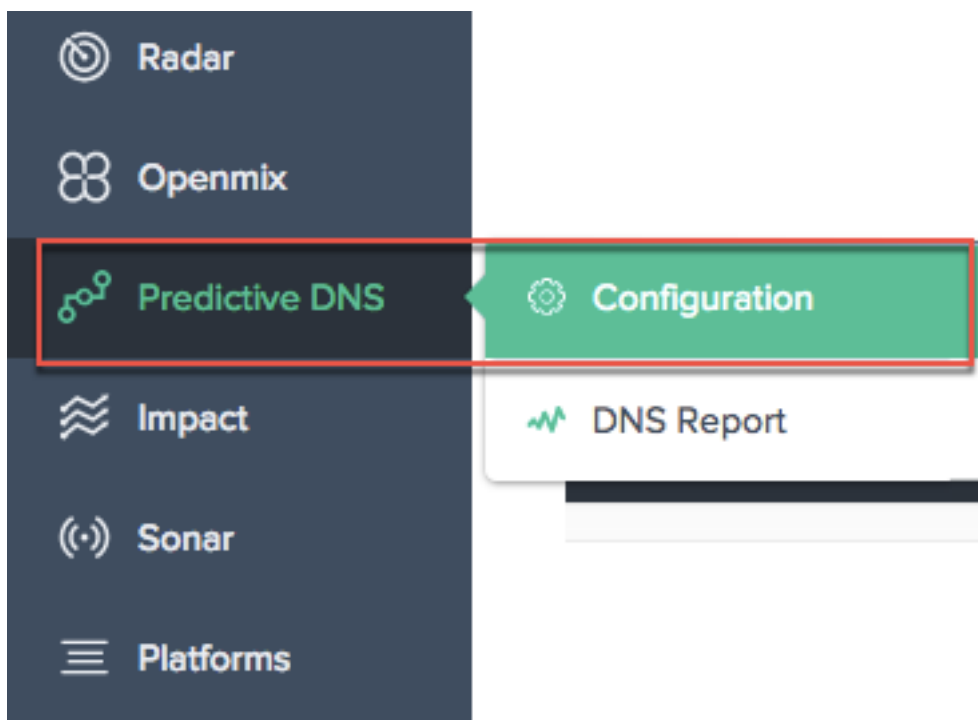 Radar
Openmix
Predictive DNS
Configuration
Impact
DNS Report
Sonar
Platforms